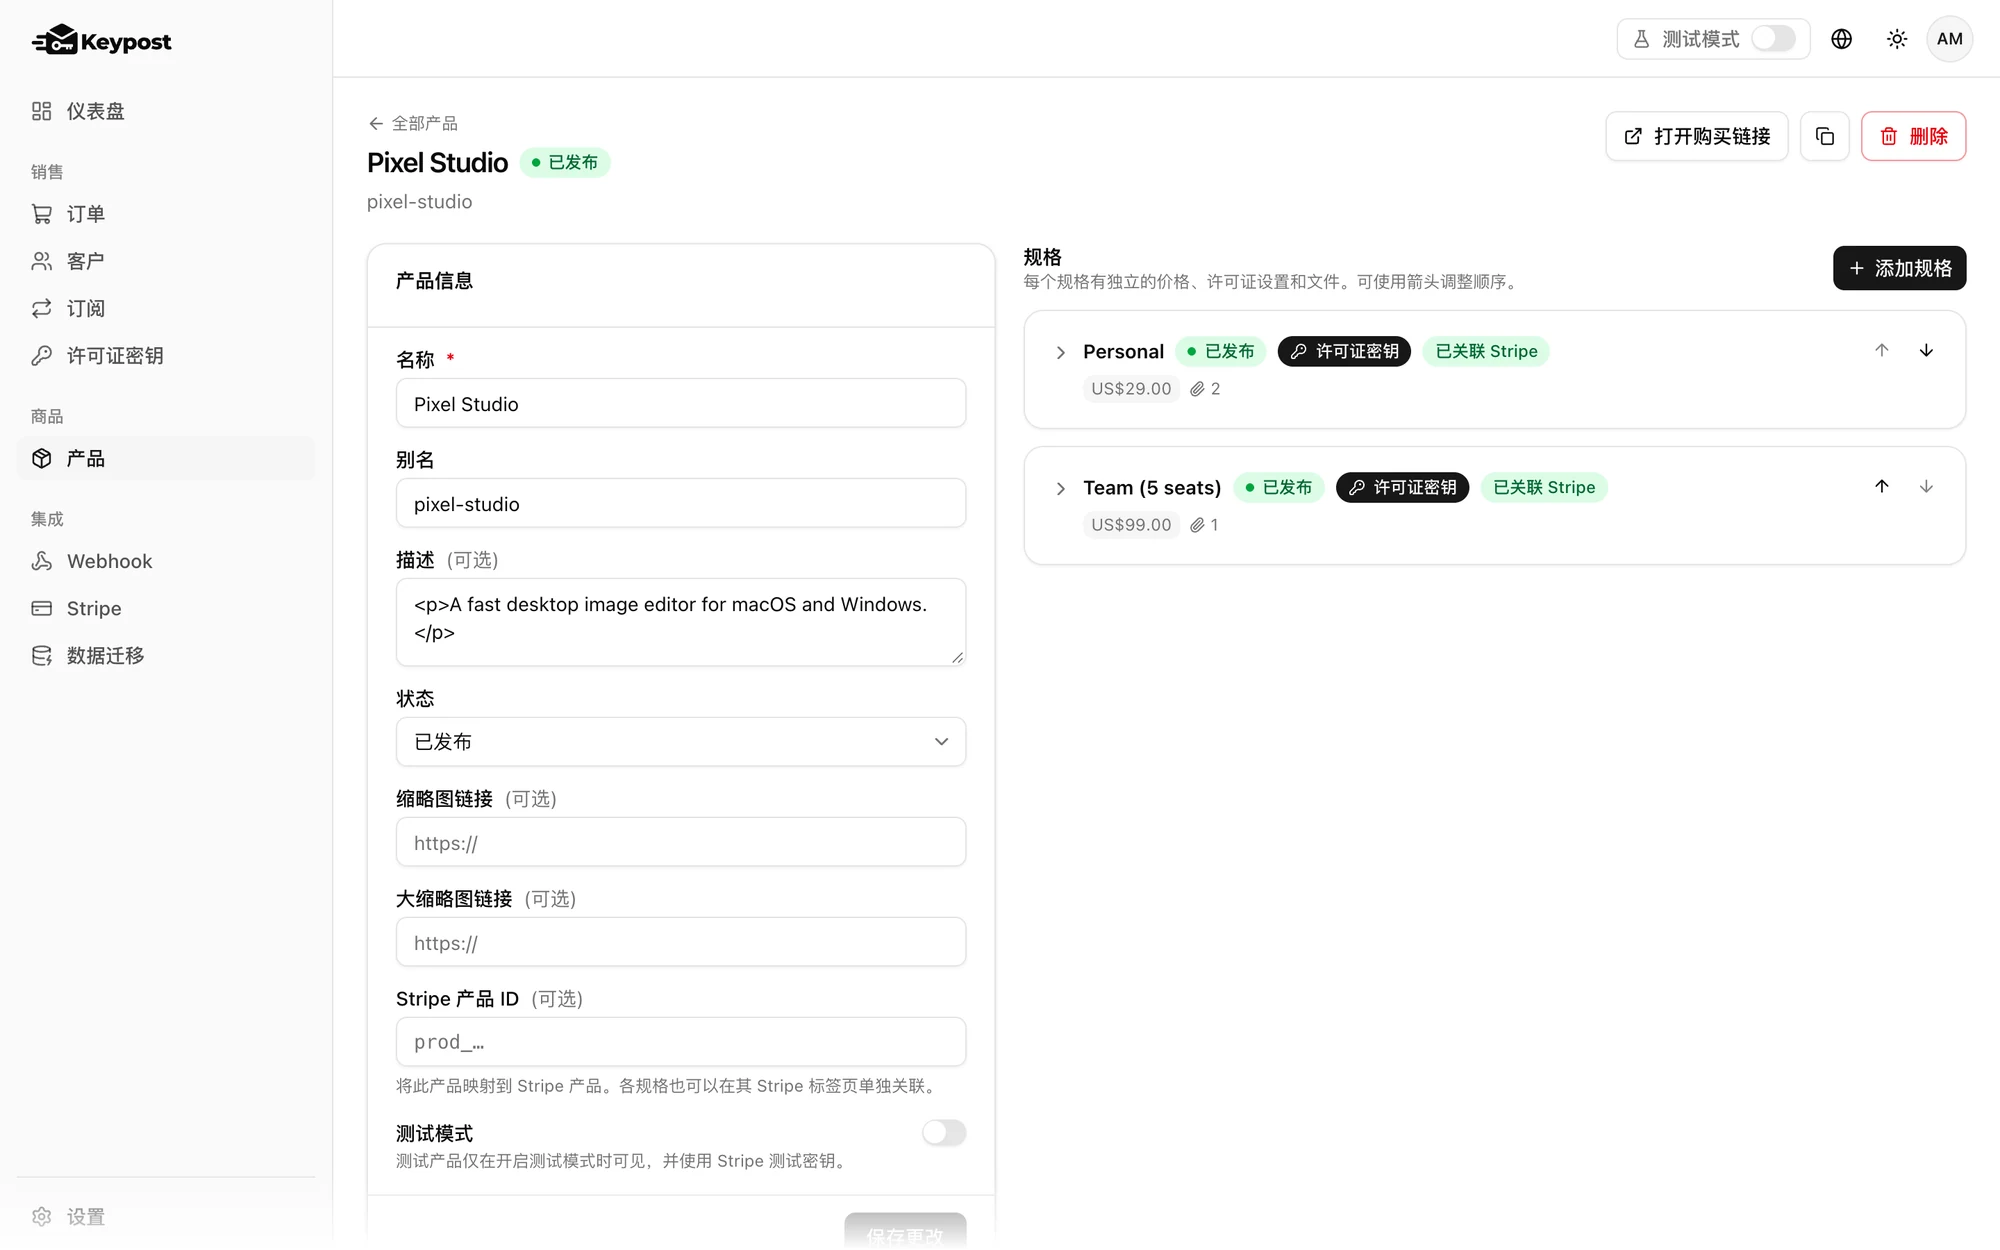 Keypost
测试模式
AM
仪表盘
销售
订单
客户
订阅
许可证密钥
商品
产品
集成
Webhook
Stripe
数据迁移
设置
全部产品
Pixel Studio
已发布
pixel-studio
打开购买链接
删除
产品信息
名称 *
Pixel Studio
别名
pixel-studio
描述 (可选)
<p>A fast desktop image editor for macOS and Windows.
</p>
状态
已发布
缩略图链接 (可选)
https://
大缩略图链接 (可选)
https://
Stripe 产品 ID (可选)
prod_…
将此产品映射到 Stripe 产品。各规格也可以在其 Stripe 标签页单独关联。
测试模式
测试产品仅在开启测试模式时可见，并使用 Stripe 测试密钥。
保存更改
规格
每个规格有独立的价格、许可证设置和文件。可使用箭头调整顺序。
添加规格
Personal 已发布 许可证密钥 已关联 Stripe
US$29.00 2
Team (5 seats) 已发布 许可证密钥 已关联 Stripe
US$99.00 1